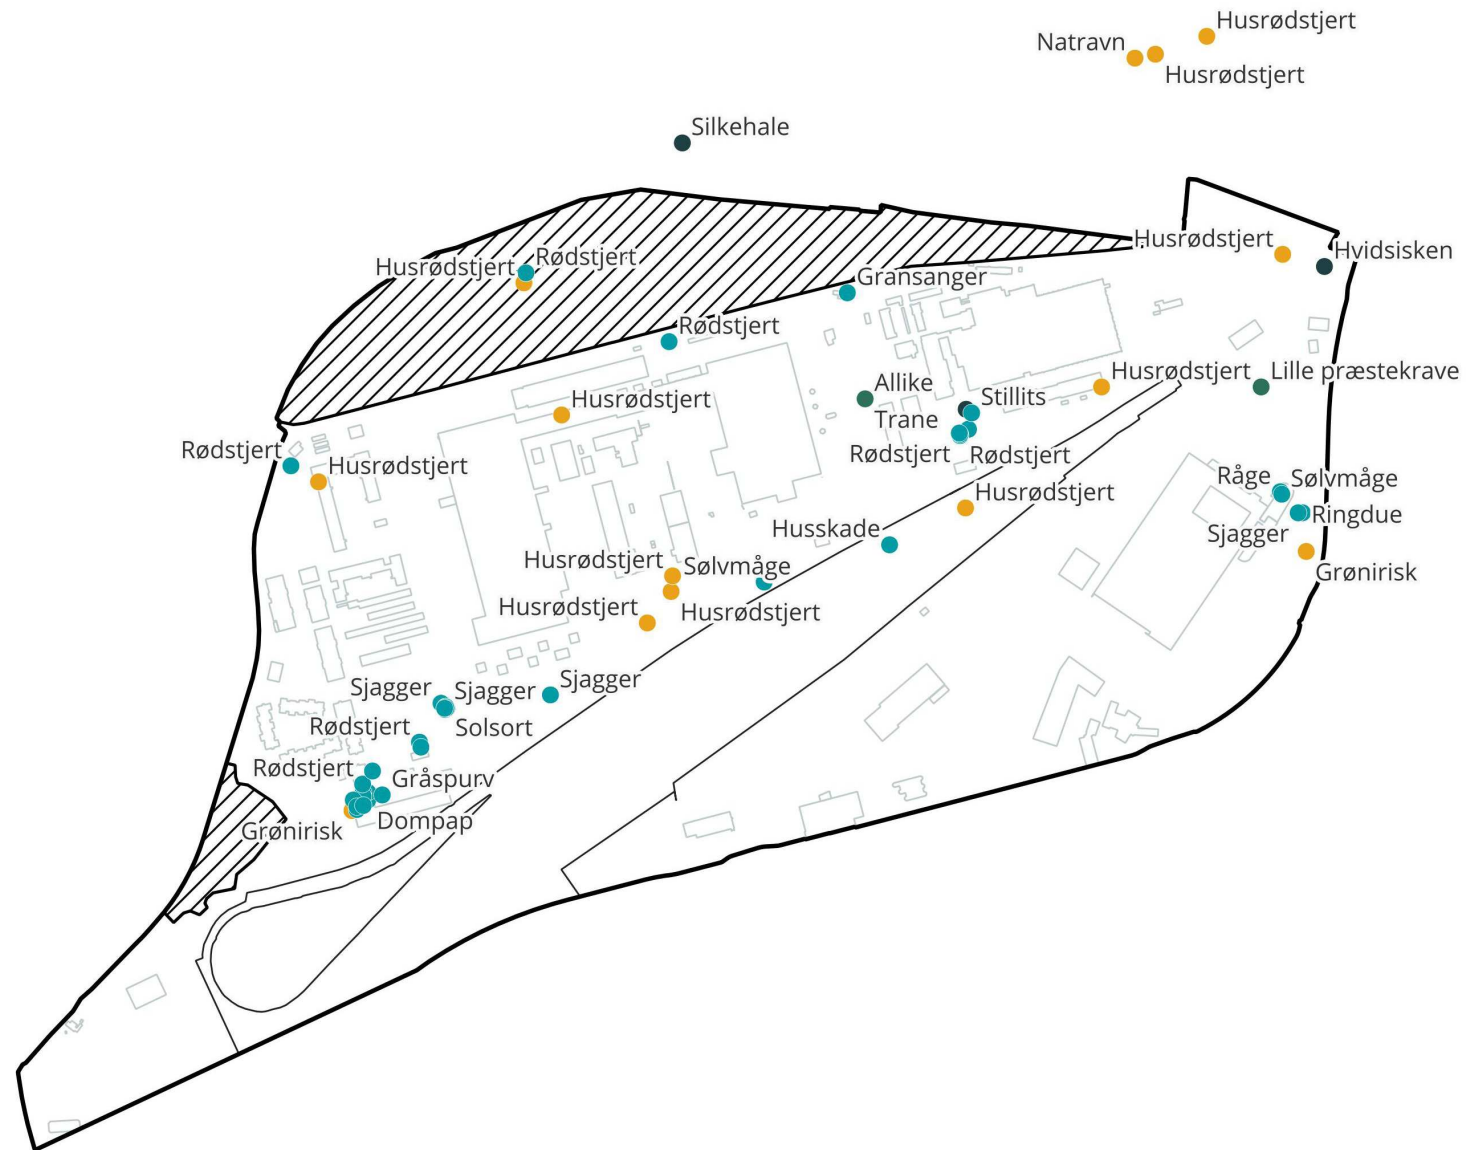 Husrødstjert
Natravn
Husrødstjert
Silkehale
Husrødstjert
Hvidsisken
Rødstjert
Husrødstjert
Gransanger
Rødstjert
Husrødstjert
Lille præstekrave
Allike
Stillits
Husrødstjert
Trane
Rødstjert
Rødstjert
Rødstjert
Husrødstjert
Råge
Sølvmåge
Husrødstjert
Ringdue
Husskade
Sjagger
Husrødstjert
Sølvmåge
Grønirisk
Husrødstjert
Husrødstjert
Sjagger
Sjagger
Sjagger
Rødstjert
Solsort
Rødstjert
Gråspurv
Grønirisk
Dompap